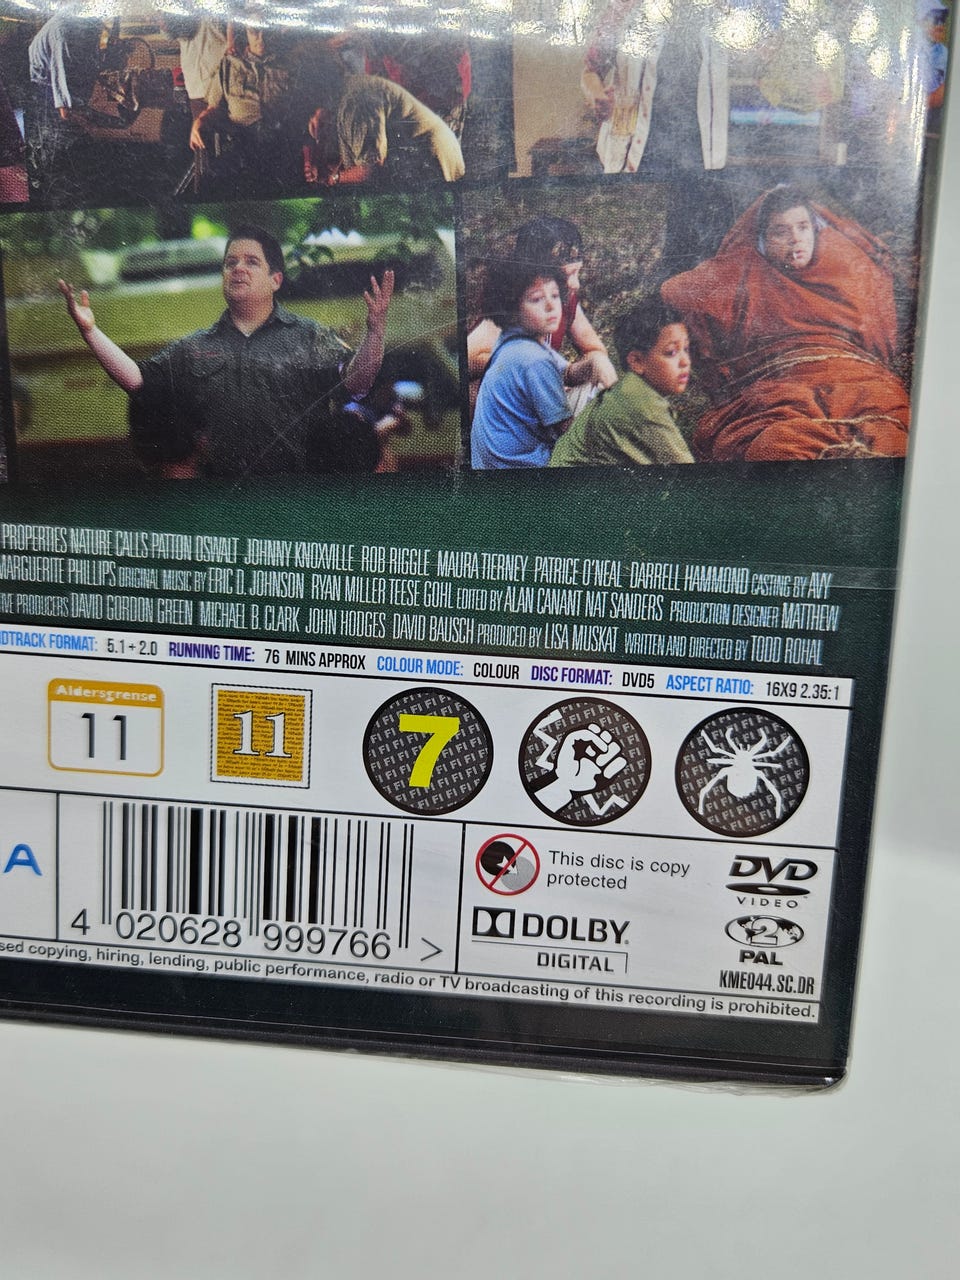 PROPERTIES NATURE CALLS PATTON OSWALT JOHNNY KNOXVILLE ROB RIGGLE MAURA TIERNEY PATRICE O'NEAL DARRELL HAMMOND CASTING BY AVY
MARGUERITE PHILLIPS ORIGINAL MUSIC BY ERIC D. JOHNSON RYAN MILLER TEESE GOHL EDITED BY ALAN CANANT NAT SANDERS PRODUCTION DESIGNER MATTHEW
PRODUCERS DAVID GORDON GREEN MICHAEL B. CLARK JOHN HODGES DAVID BAUSCH PRODUCED BY LISA MUSKAT WRITTEN AND DIRECTED BY TODD ROHAL
DTRACK FORMAT: 5.1 + 2.0 RUNNING TIME: 76 MINS APPROX COLOUR MODE: COLOUR DISC FORMAT: DVD5 ASPECT RATIO: 16X9 2.35:1
Aldersgrense
11
11
7
A
This disc is copy
protected
DVD
VIDEO
DOLBY
DIGITAL
2
PAL
KME044.SC.DR
4 020628 999766 >
sed copying, hiring, lending, public performance, radio or TV broadcasting of this recording is prohibited.